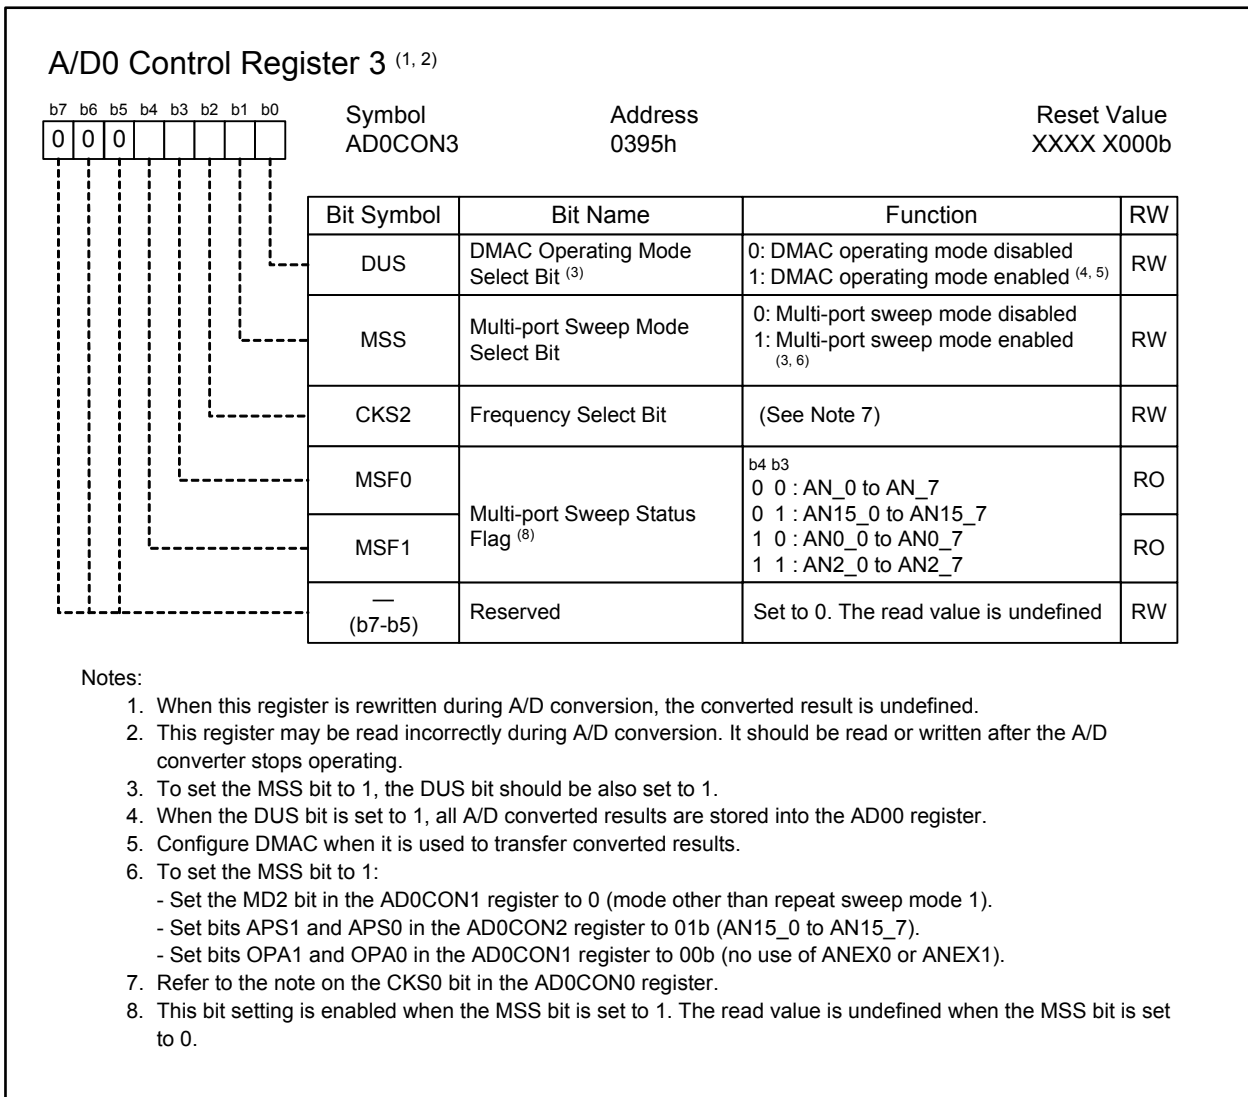 A/D0 Control Register 3 (1, 2)
b7 b6 b5 b4 b3 b2 b1 b0
0 0 0
Symbol Address Reset Value
AD0CON3 0395h XXXX X000b
Bit Symbol Bit Name Function RW
DUS DMAC Operating Mode Select Bit (3) 0: DMAC operating mode disabled
1: DMAC operating mode enabled (4, 5) RW
MSS Multi-port Sweep Mode Select Bit 0: Multi-port sweep mode disabled
1: Multi-port sweep mode enabled
(3, 6) RW
CKS2 Frequency Select Bit (See Note 7) RW
MSF0 RO
MSF1 RO
Multi-port Sweep Status
Flag (8)
b4 b3
0 0 : AN_0 to AN_7
0 1 : AN15_0 to AN15_7
1 0 : AN0_0 to AN0_7
1 1 : AN2_0 to AN2_7
—
(b7-b5) Reserved Set to 0. The read value is undefined RW
Notes:
1. When this register is rewritten during A/D conversion, the converted result is undefined.
2. This register may be read incorrectly during A/D conversion. It should be read or written after the A/D
converter stops operating.
3. To set the MSS bit to 1, the DUS bit should be also set to 1.
4. When the DUS bit is set to 1, all A/D converted results are stored into the AD00 register.
5. Configure DMAC when it is used to transfer converted results.
6. To set the MSS bit to 1:
- Set the MD2 bit in the AD0CON1 register to 0 (mode other than repeat sweep mode 1).
- Set bits APS1 and APS0 in the AD0CON2 register to 01b (AN15_0 to AN15_7).
- Set bits OPA1 and OPA0 in the AD0CON1 register to 00b (no use of ANEX0 or ANEX1).
7. Refer to the note on the CKS0 bit in the AD0CON0 register.
8. This bit setting is enabled when the MSS bit is set to 1. The read value is undefined when the MSS bit is set
to 0.